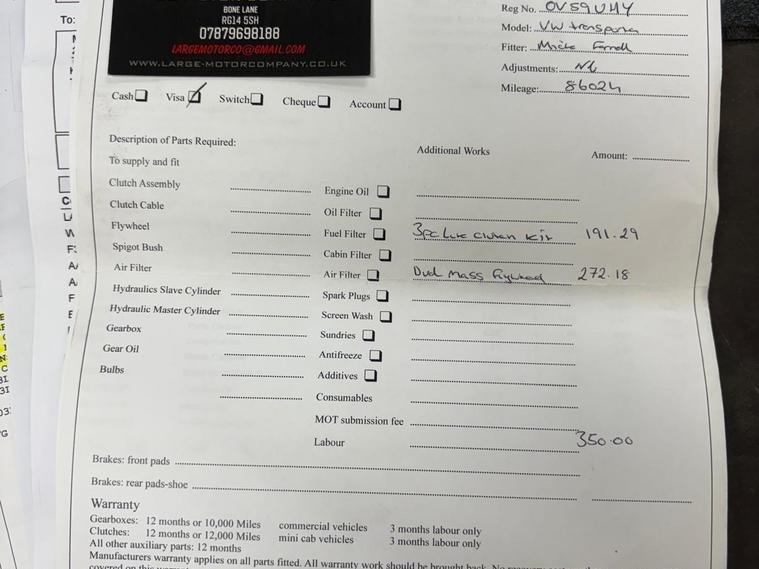 BONE LANE
RG14 5SH
07879698188
LARGEMOTORCO@GMAIL.COM
WWW.LARGE-MOTORCOMPANY.CO.UK
To:
Reg No. OV59UMY
Model: VW transporter
Fitter:
Adjustments:
Mileage: 86024
Cash Visa Switch Cheque Account
Description of Parts Required:
Additional Works Amount:
To supply and fit
Clutch Assembly Engine Oil
Clutch Cable Oil Filter
Flywheel Fuel Filter 3pc Luk clutch kit 191.29
Spigot Bush Cabin Filter
Air Filter Air Filter Dual Mass flywheel 272.18
Hydraulics Slave Cylinder Spark Plugs
Hydraulic Master Cylinder Screen Wash
Gearbox Sundries
Gear Oil Antifreeze
Bulbs Additives
Consumables
MOT submission fee
Labour 350.00
Brakes: front pads
Brakes: rear pads-shoe
Warranty
Gearboxes: 12 months or 10,000 Miles commercial vehicles 3 months labour only
Clutches: 12 months or 12,000 Miles mini cab vehicles 3 months labour only
All other auxiliary parts: 12 months
Manufacturers warranty applies on all parts fitted. All warranty work should be brought back.